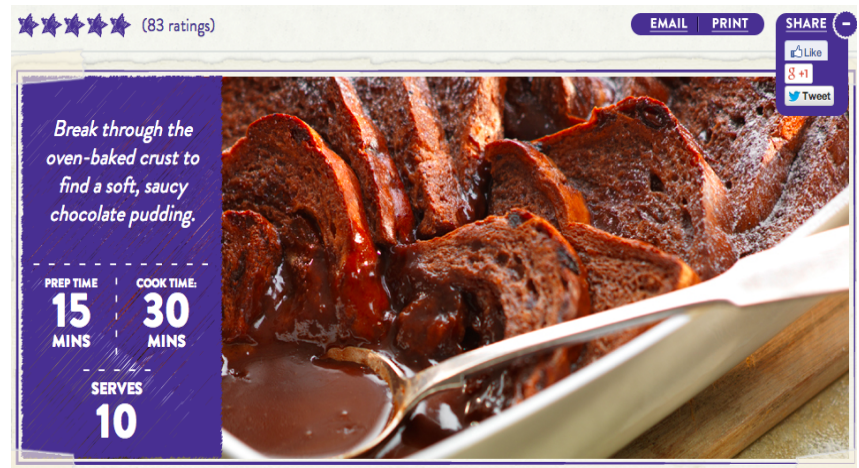 (83 ratings)
EMAIL PRINT SHARE -
Like
g +1
Tweet
Break through the
oven-baked crust to
find a soft, saucy
chocolate pudding.
PREP TIME COOK TIME:
15 30
MINS MINS
SERVES
10